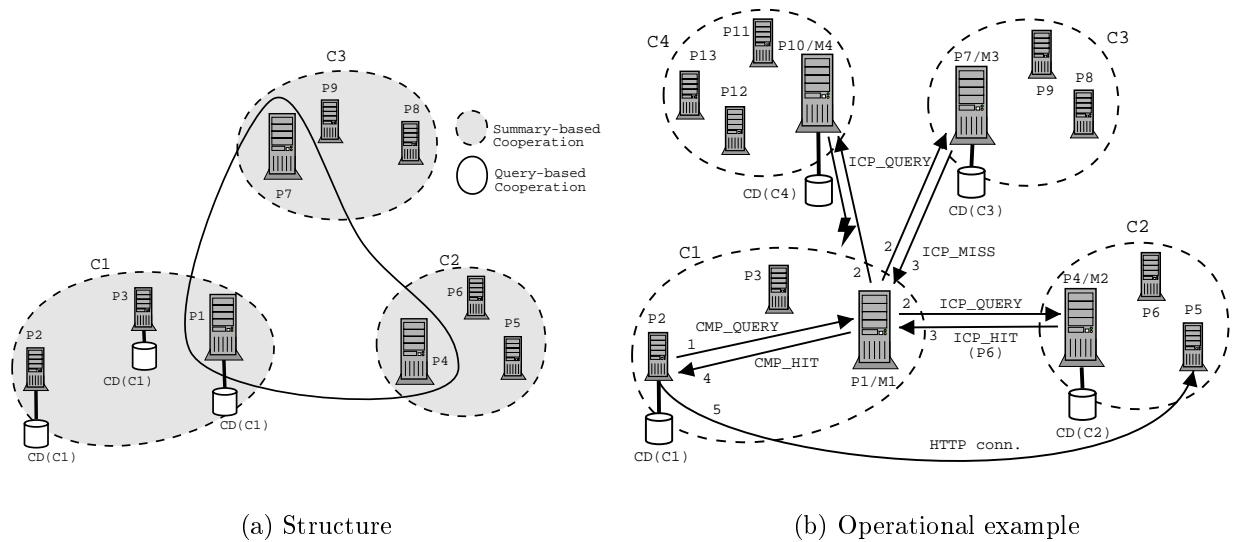 C3
P9
P8
P7
Summary-based
Cooperation
Query-based
Cooperation
C1
P3
P2
P1
CD(C1)
CD(C1)
CD(C1)
C2
P6
P5
P4
(a) Structure
C4
P11
P10/M4
P13
P12
CD(C4)
ICP_QUERY
C3
P7/M3
P9
P8
CD(C3)
2
2
3
ICP_MISS
C1
P3
P2
CMP_QUERY
1
CMP_HIT
4
P1/M1
CD(C1)
5
2
ICP_QUERY
3
ICP_HIT
(P6)
C2
P4/M2
P6
P5
CD(C2)
HTTP conn.
(b) Operational example